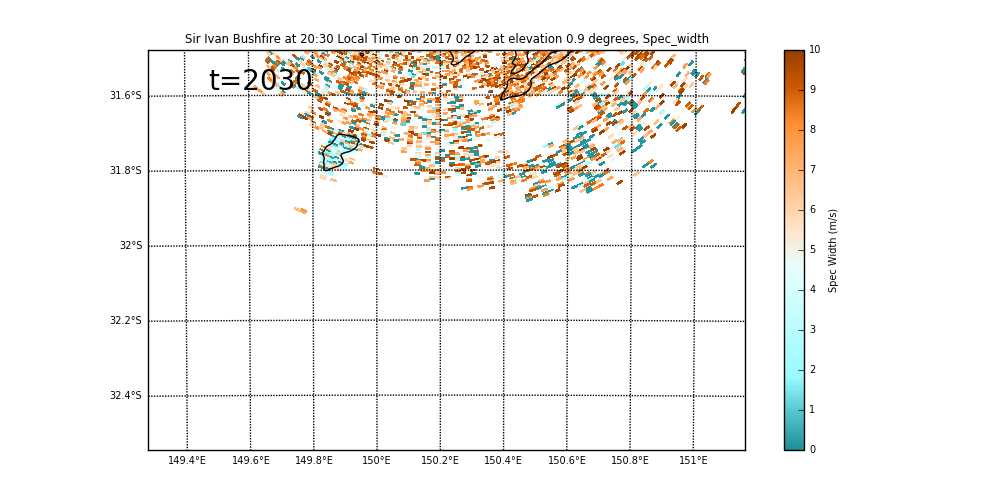 Sir Ivan Bushfire at 20:30 Local Time on 2017 02 12 at elevation 0.9 degrees, Spec_width
t=2030
31.6°S
31.8°S
32°S
32.2°S
32.4°S
149.4°E 149.6°E 149.8°E 150°E 150.2°E 150.4°E 150.6°E 150.8°E 151°E
10
9
8
7
6
5
4
3
2
1
0
Spec Width (m/s)